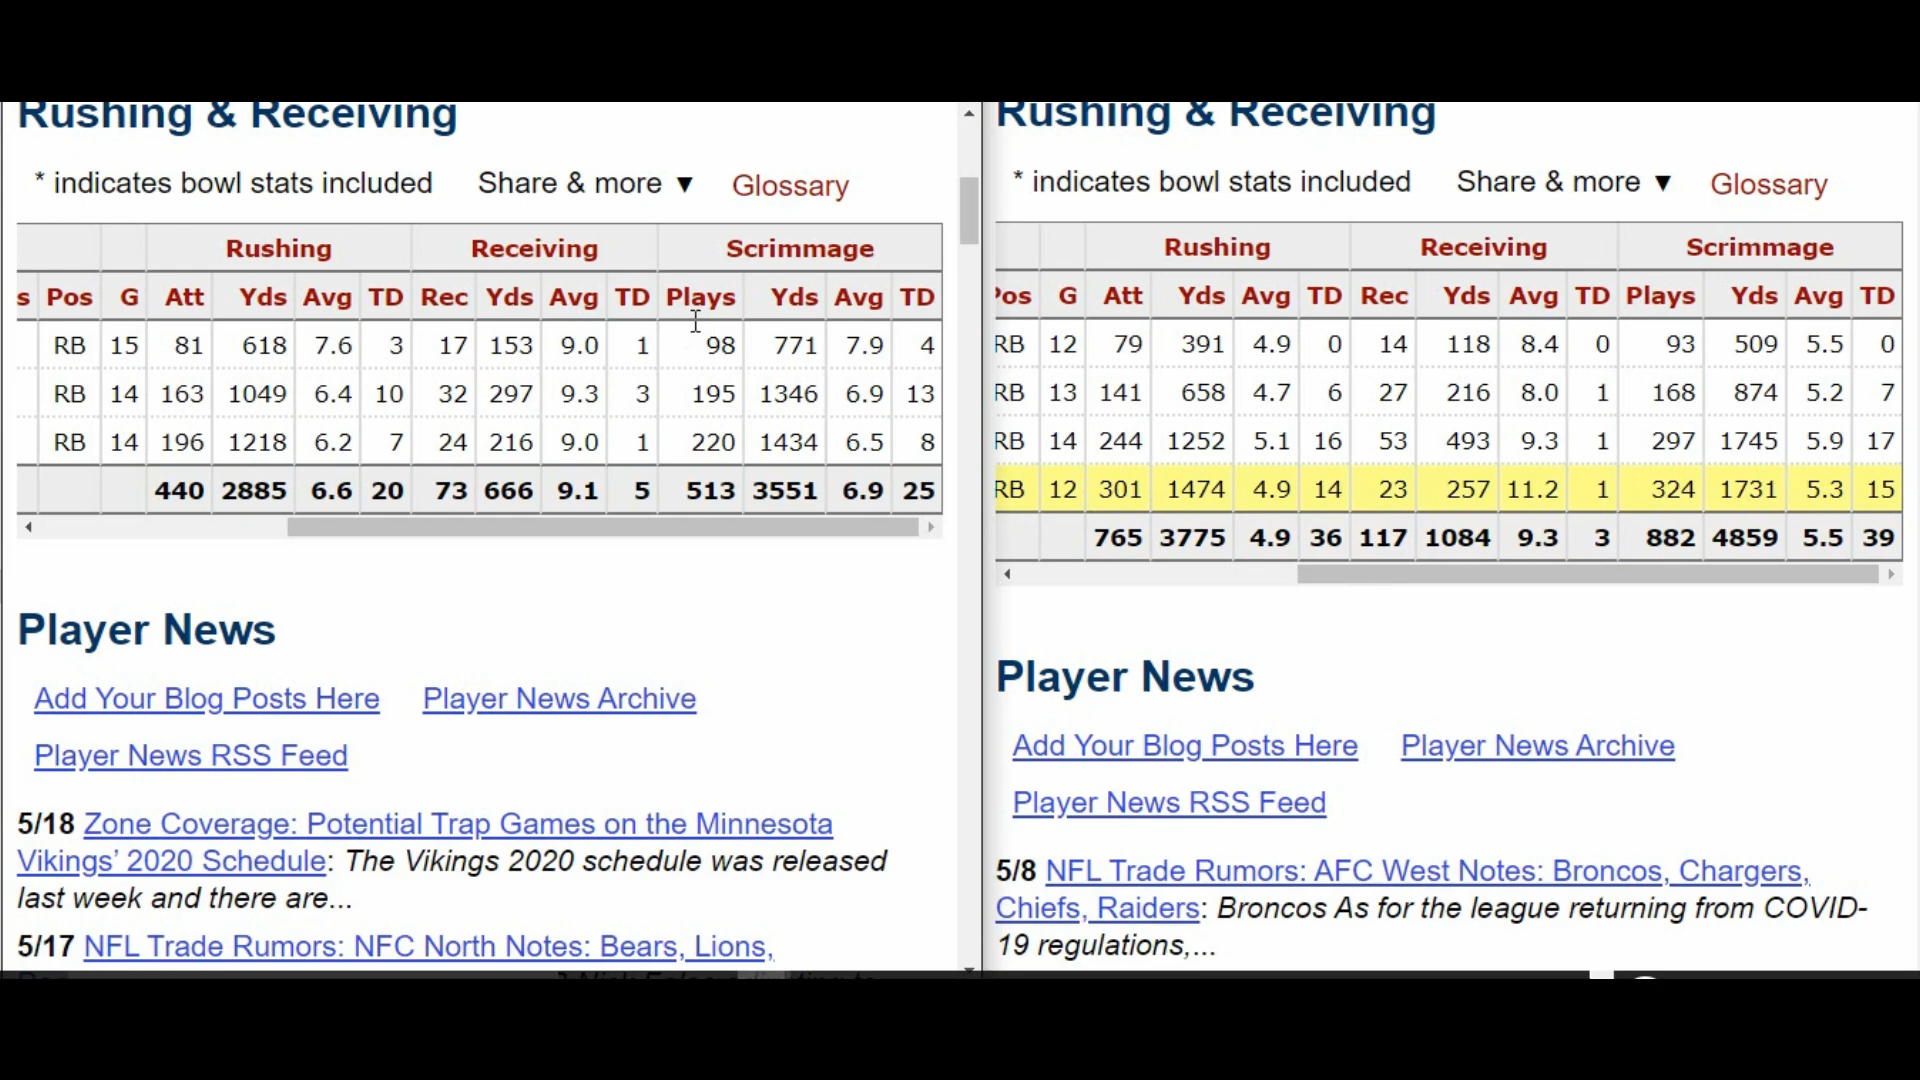 Rushing & Receiving
* indicates bowl stats included Share & more ▼ Glossary
Rushing Receiving Scrimmage
s Pos G Att Yds Avg TD Rec Yds Avg TD Plays Yds Avg TD
RB 15 81 618 7.6 3 17 153 9.0 1 98 771 7.9 4
RB 14 163 1049 6.4 10 32 297 9.3 3 195 1346 6.9 13
RB 14 196 1218 6.2 7 24 216 9.0 1 220 1434 6.5 8
440 2885 6.6 20 73 666 9.1 5 513 3551 6.9 25
Player News
Add Your Blog Posts Here Player News Archive
Player News RSS Feed
5/18 Zone Coverage: Potential Trap Games on the Minnesota
Vikings’ 2020 Schedule: The Vikings 2020 schedule was released
last week and there are...
5/17 NFL Trade Rumors: NFC North Notes: Bears, Lions,
Rushing & Receiving
* indicates bowl stats included Share & more ▼ Glossary
Rushing Receiving Scrimmage
Pos G Att Yds Avg TD Rec Yds Avg TD Plays Yds Avg TD
RB 12 79 391 4.9 0 14 118 8.4 0 93 509 5.5 0
RB 13 141 658 4.7 6 27 216 8.0 1 168 874 5.2 7
RB 14 244 1252 5.1 16 53 493 9.3 1 297 1745 5.9 17
RB 12 301 1474 4.9 14 23 257 11.2 1 324 1731 5.3 15
765 3775 4.9 36 117 1084 9.3 3 882 4859 5.5 39
Player News
Add Your Blog Posts Here Player News Archive
Player News RSS Feed
5/8 NFL Trade Rumors: AFC West Notes: Broncos, Chargers,
Chiefs, Raiders: Broncos As for the league returning from COVID-
19 regulations,...